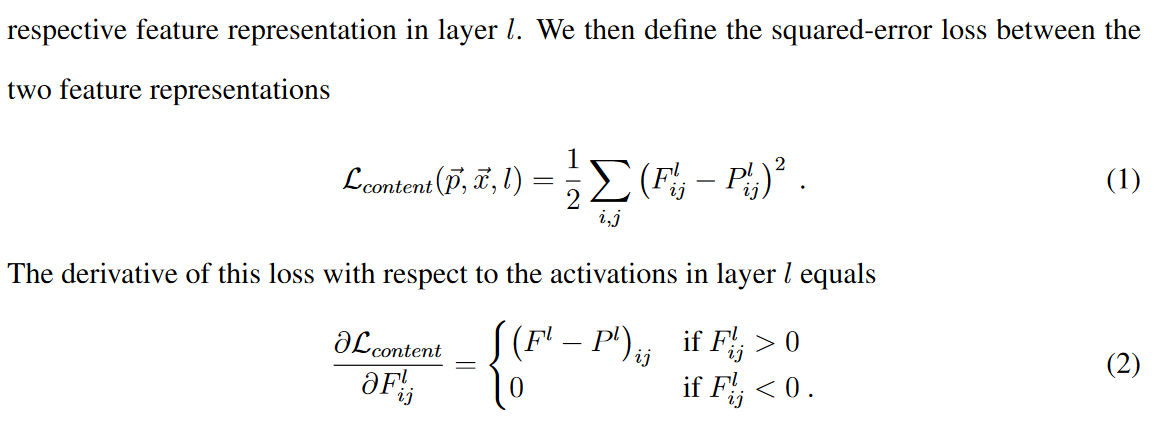 respective feature representation in layer l. We then define the squared-error loss between the
two feature representations
$\mathcal{L}_{content}(\vec{p}, \vec{x}, l) = \frac{1}{2} \sum_{i,j} \left( F^l_{ij} - P^l_{ij} \right)^2 .$ (1)
The derivative of this loss with respect to the activations in layer l equals
$\frac{\partial \mathcal{L}_{content}}{\partial F^l_{ij}} = \begin{cases} \left( F^l - P^l \right)_{ij} & \text{if } F^l_{ij} > 0 \\ 0 & \text{if } F^l_{ij} < 0 . \end{cases}$ (2)